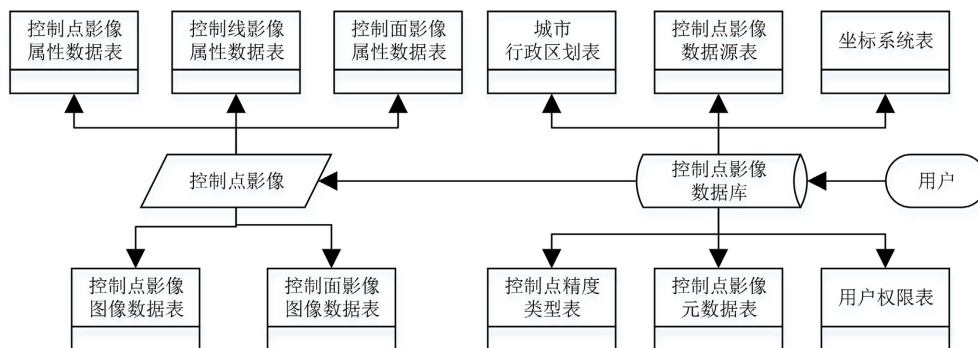 控制点影像
属性数据表
控制线影像
属性数据表
控制面影像
属性数据表
城市
行政区划表
控制点影像
数据源表
坐标系统表
控制点影像
控制点影像
数据库
用户
控制点影像
图像数据表
控制面影像
图像数据表
控制点精度
类型表
控制点影像
元数据表
用户权限表